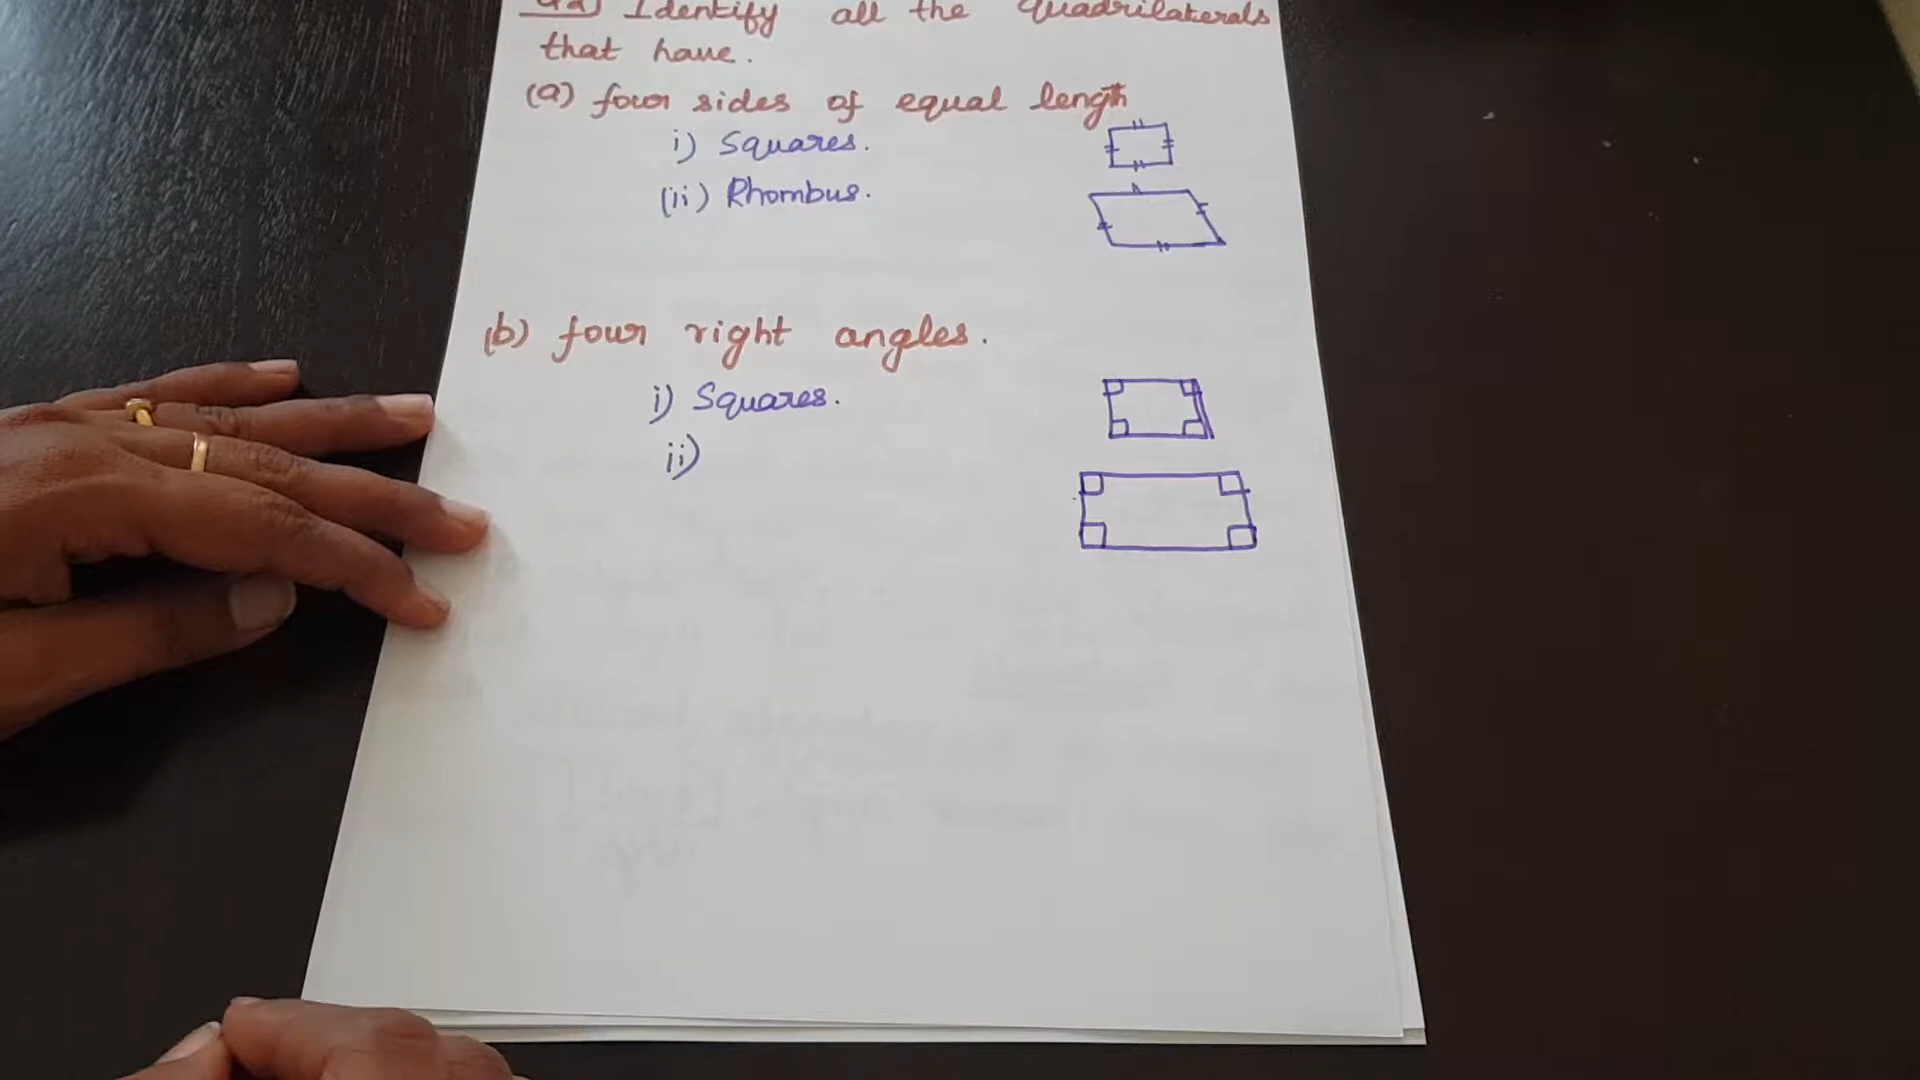 Identify all the Quadrilaterals
that have.
(a) four sides of equal length
i) Squares.
(ii) Rhombus.
(b) four right angles.
i) Squares.
ii)